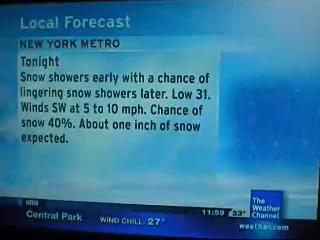 Local Forecast
NEW YORK METRO
Tonight
Snow showers early with a chance of
lingering snow showers later. Low 31.
Winds SW at 5 to 10 mph. Chance of
snow 40%. About one inch of snow
expected.
NOW
11:59 33°
Central Park WIND CHILL: 27°
The
Weather
Channel
weather.com